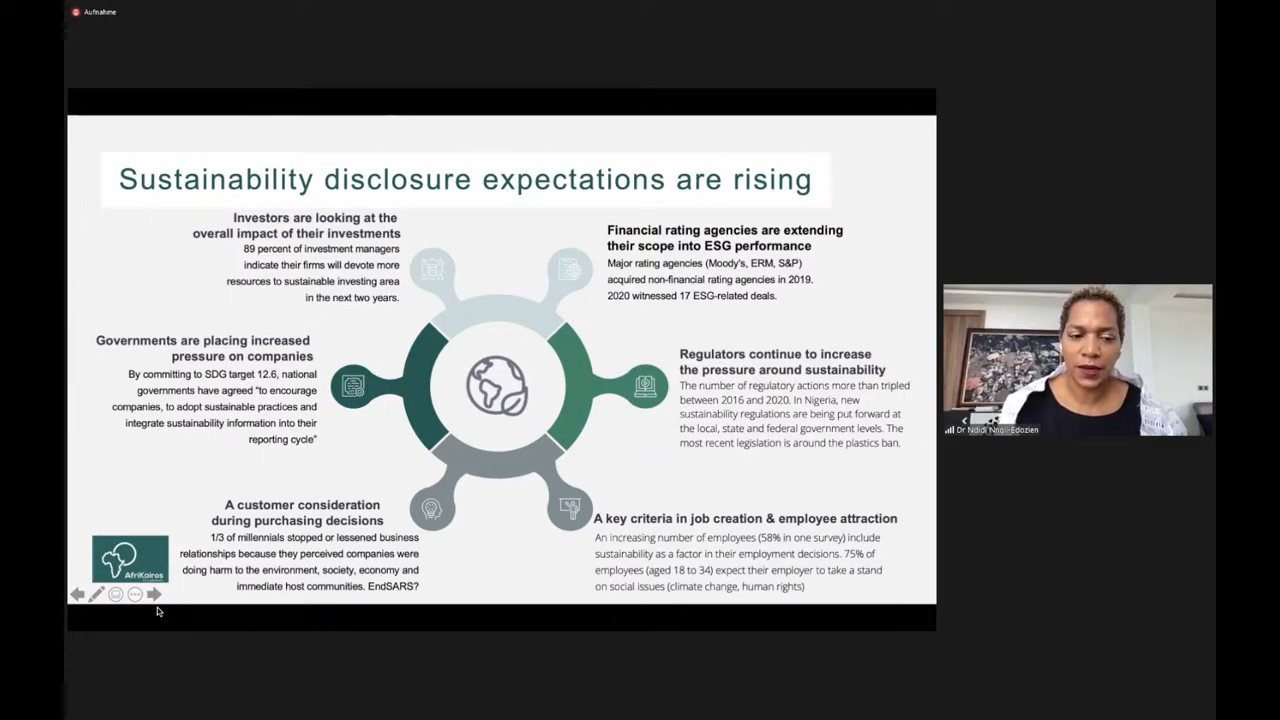 Aufnahme
Sustainability disclosure expectations are rising
Investors are looking at the
overall impact of their investments
89 percent of investment managers
indicate their firms will devote more
resources to sustainable investing area
in the next two years.
Financial rating agencies are extending
their scope into ESG performance
Major rating agencies (Moody's, ERM, S&P)
acquired non-financial rating agencies in 2019.
2020 witnessed 17 ESG-related deals.
Governments are placing increased
pressure on companies
By committing to SDG target 12.6, national
governments have agreed “to encourage
companies, to adopt sustainable practices and
integrate sustainability information into their
reporting cycle”
Regulators continue to increase
the pressure around sustainability
The number of regulatory actions more than tripled
between 2016 and 2020. In Nigeria, new
sustainability regulations are being put forward at
the local, state and federal government levels. The
most recent legislation is around the plastics ban.
A customer consideration
during purchasing decisions
1/3 of millennials stopped or lessened business
relationships because they perceived companies were
doing harm to the environment, society, economy and
immediate host communities. EndSARS?
A key criteria in job creation & employee attraction
An increasing number of employees (58% in one survey) include
sustainability as a factor in their employment decisions. 75% of
employees (aged 18 to 34) expect their employer to take a stand
on social issues (climate change, human rights)
AfriKairos
Dr Ndidi Nnoli-Edozien